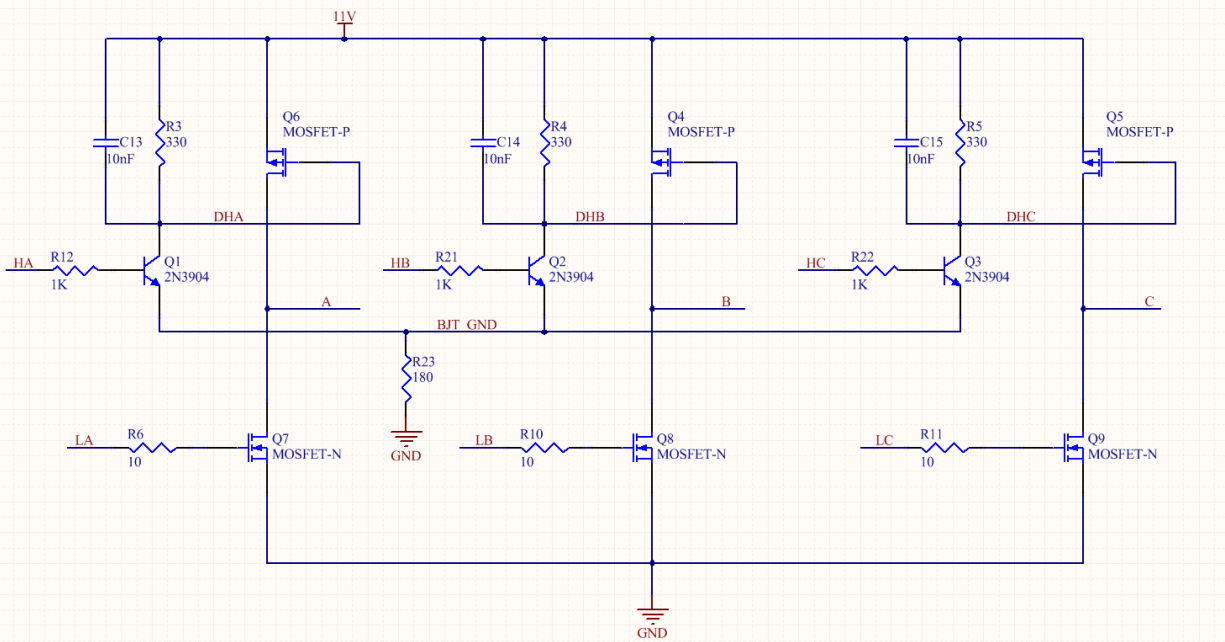 11V
Q6
MOSFET-P
Q4
MOSFET-P
Q5
MOSFET-P
C13
10nF
R3
330
C14
10nF
R4
330
C15
10nF
R5
330
DHA
DHB
DHC
HA
R12
1K
Q1
2N3904
HB
R21
1K
Q2
2N3904
HC
R22
1K
Q3
2N3904
A
B
C
BJT_GND
R23
180
GND
LA
R6
10
Q7
MOSFET-N
LB
R10
10
Q8
MOSFET-N
LC
R11
10
Q9
MOSFET-N
GND